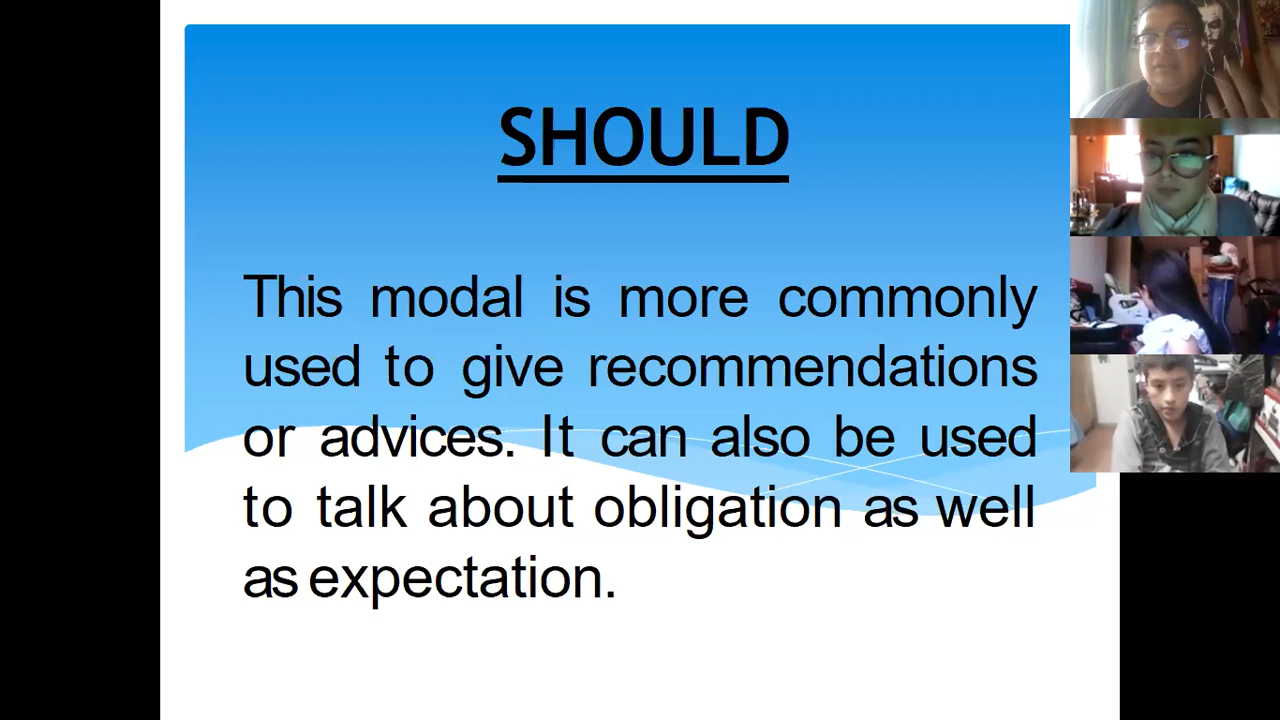 SHOULD
This modal is more commonly
used to give recommendations
or advices. It can also be used
to talk about obligation as well
as expectation.